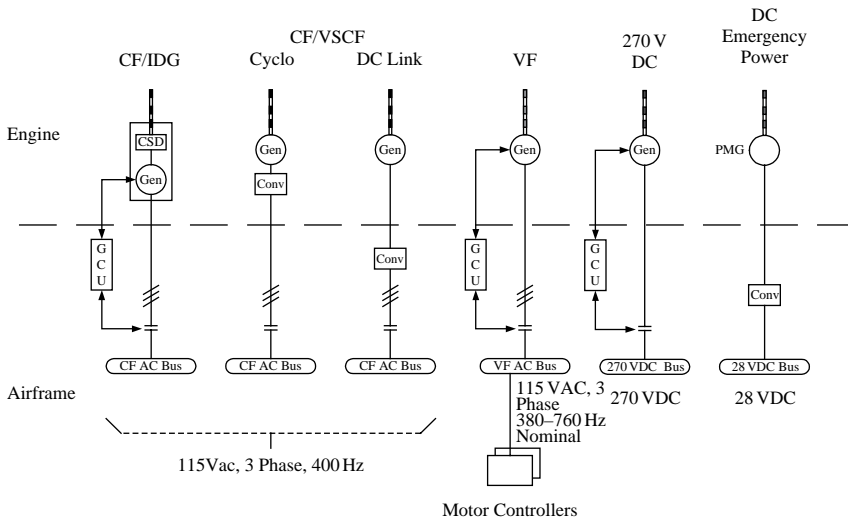 CF/VSCF
DC
Emergency
Power
270 V
DC
CF/IDG
Cyclo
DC Link
VF
Engine
CSD
Gen
Gen
Gen
Gen
Gen
PMG
Conv
G
C
U
Conv
G
C
U
G
C
U
Conv
CF AC Bus
CF AC Bus
CF AC Bus
VF AC Bus
270 VDC Bus
28 VDC Bus
Airframe
115 VAC, 3
Phase
380–760 Hz
Nominal
270 VDC
28 VDC
115Vac, 3 Phase, 400 Hz
Motor Controllers